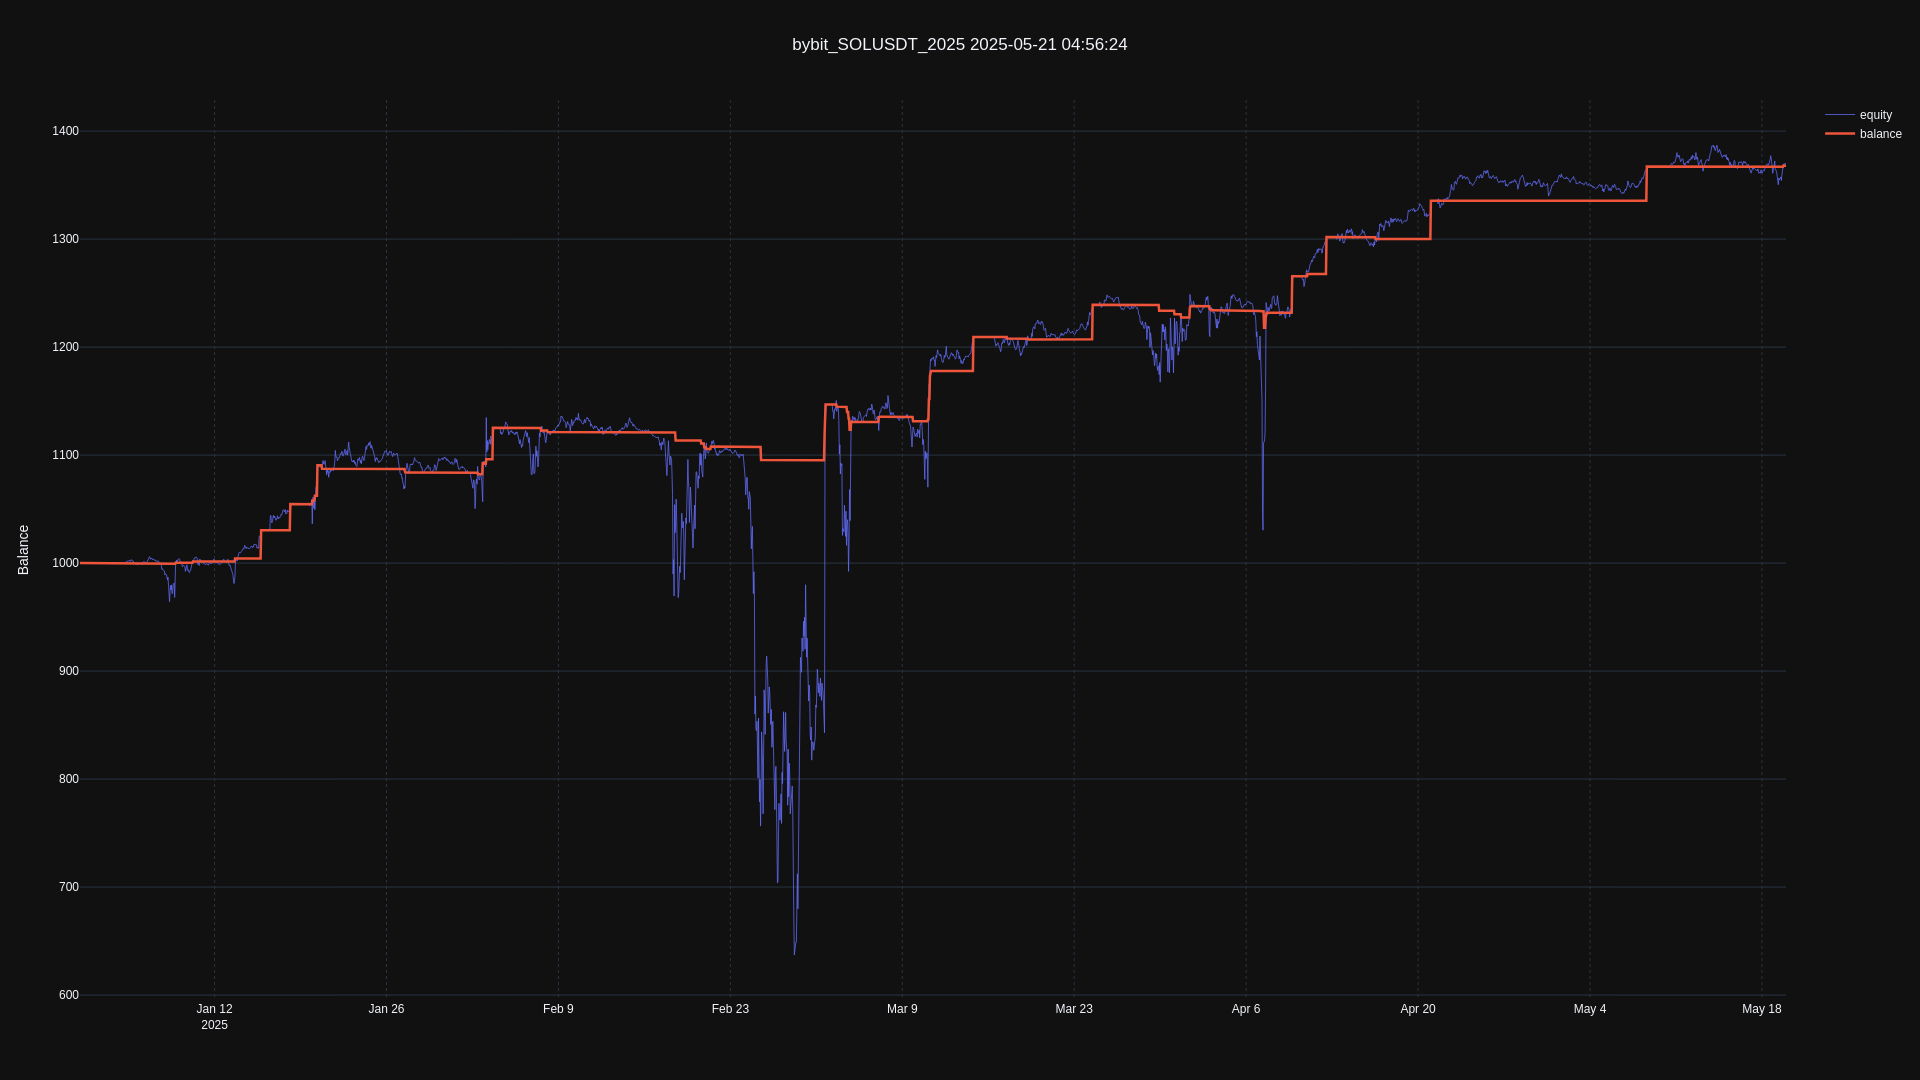 bybit_SOLUSDT_2025 2025-05-21 04:56:24
equity
balance
1400
1300
1200
1100
1000
900
800
700
600
Balance
Jan 12
2025
Jan 26
Feb 9
Feb 23
Mar 9
Mar 23
Apr 6
Apr 20
May 4
May 18